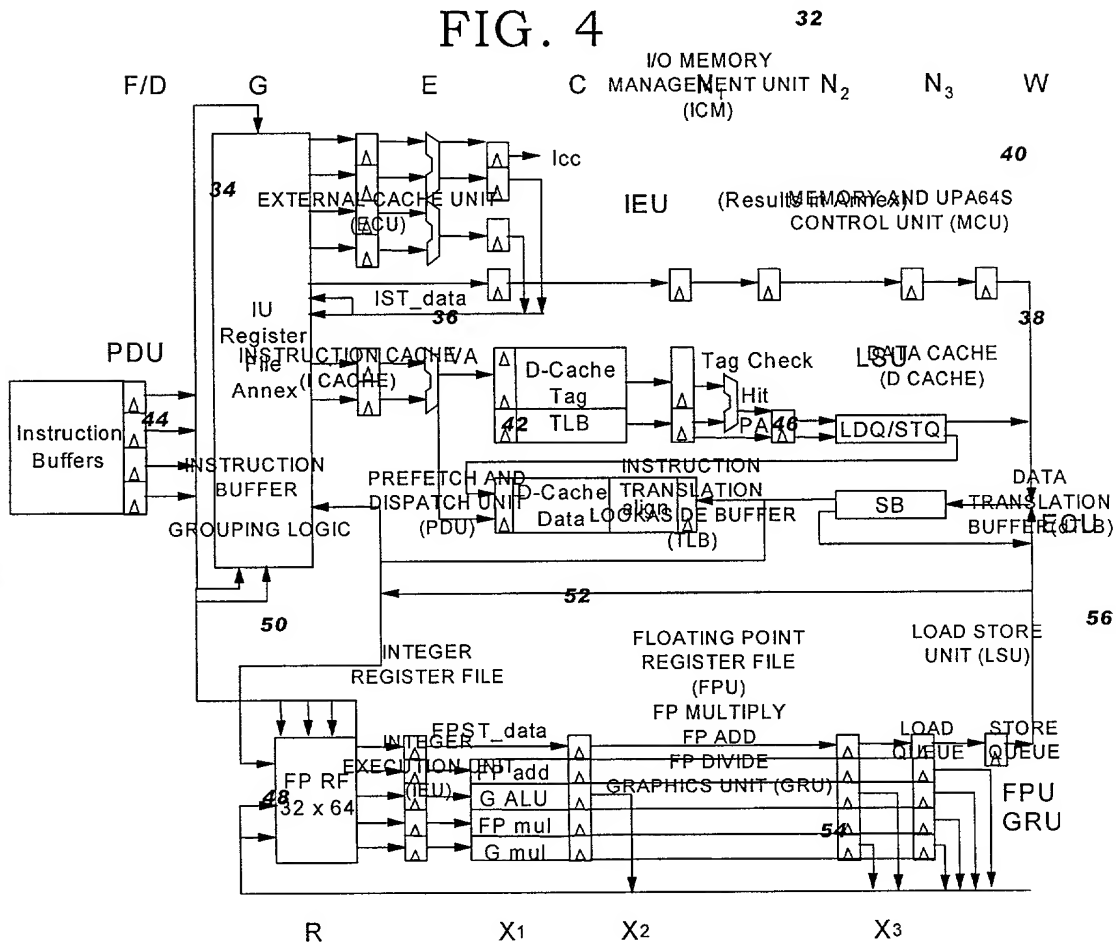 FIG. 4
32
I/O MEMORY
MANAGEMENT UNIT
(ICM)
F/D G E C N1 N2 N3 W
Icc
40
34
EXTERNAL CACHE UNIT
(ECU)
IEU
(Results in Annex)
MEMORY AND UPA64S
CONTROL UNIT (MCU)
IST_data
36
38
IU
Register
File
Annex
PDU
INSTRUCTION CACHE
(I CACHE)
VA
D-Cache
Tag
TLB
42
Tag Check
Hit
PA
46
LSU
DATA CACHE
(D CACHE)
LDQ/STQ
Instruction
Buffers
44
INSTRUCTION
BUFFER
GROUPING LOGIC
PREFETCH AND
DISPATCH UNIT
(PDU)
D-Cache
Data
align
INSTRUCTION
TRANSLATION
LOOKASIDE BUFFER
(TLB)
SB
DATA
TRANSLATION
ECU
50
52
56
INTEGER
REGISTER FILE
FLOATING POINT
REGISTER FILE
(FPU)
FP MULTIPLY
FP ADD
FP DIVIDE
GRAPHICS UNIT (GRU)
LOAD STORE
UNIT (LSU)
FPST_data
INTEGER
EXECUTION UNIT
(IEU)
LOAD
QUEUE
STORE
QUEUE
48
FP RF
32 x 64
FP add
G ALU
FP mul
G mul
54
FPU
GRU
R X1 X2 X3